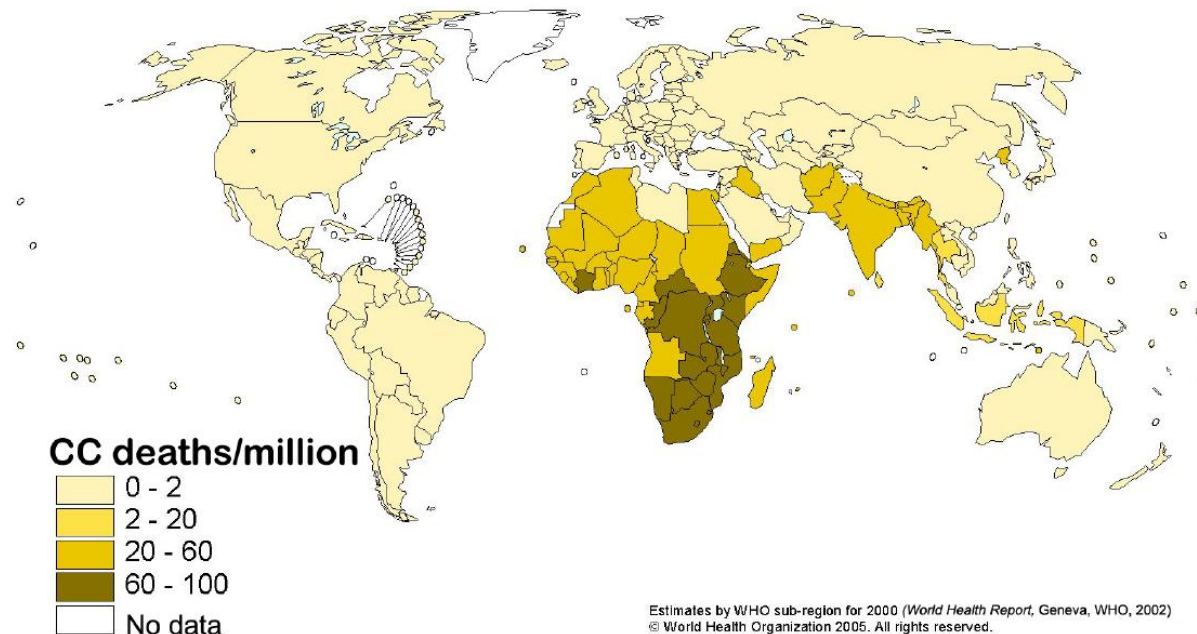 CC deaths/million
0 - 2
2 - 20
20 - 60
60 - 100
No data
Estimates by WHO sub-region for 2000 (World Health Report, Geneva, WHO, 2002)
© World Health Organization 2005. All rights reserved.